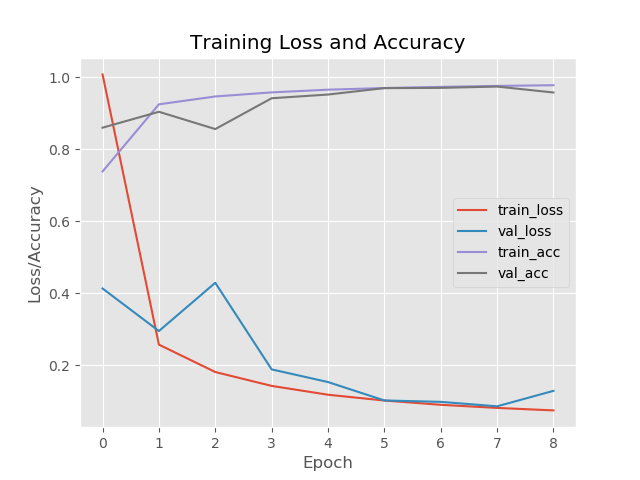 Training Loss and Accuracy
1.0
0.8
0.6
0.4
0.2
Loss/Accuracy
train_loss
val_loss
train_acc
val_acc
0 1 2 3 4 5 6 7 8
Epoch